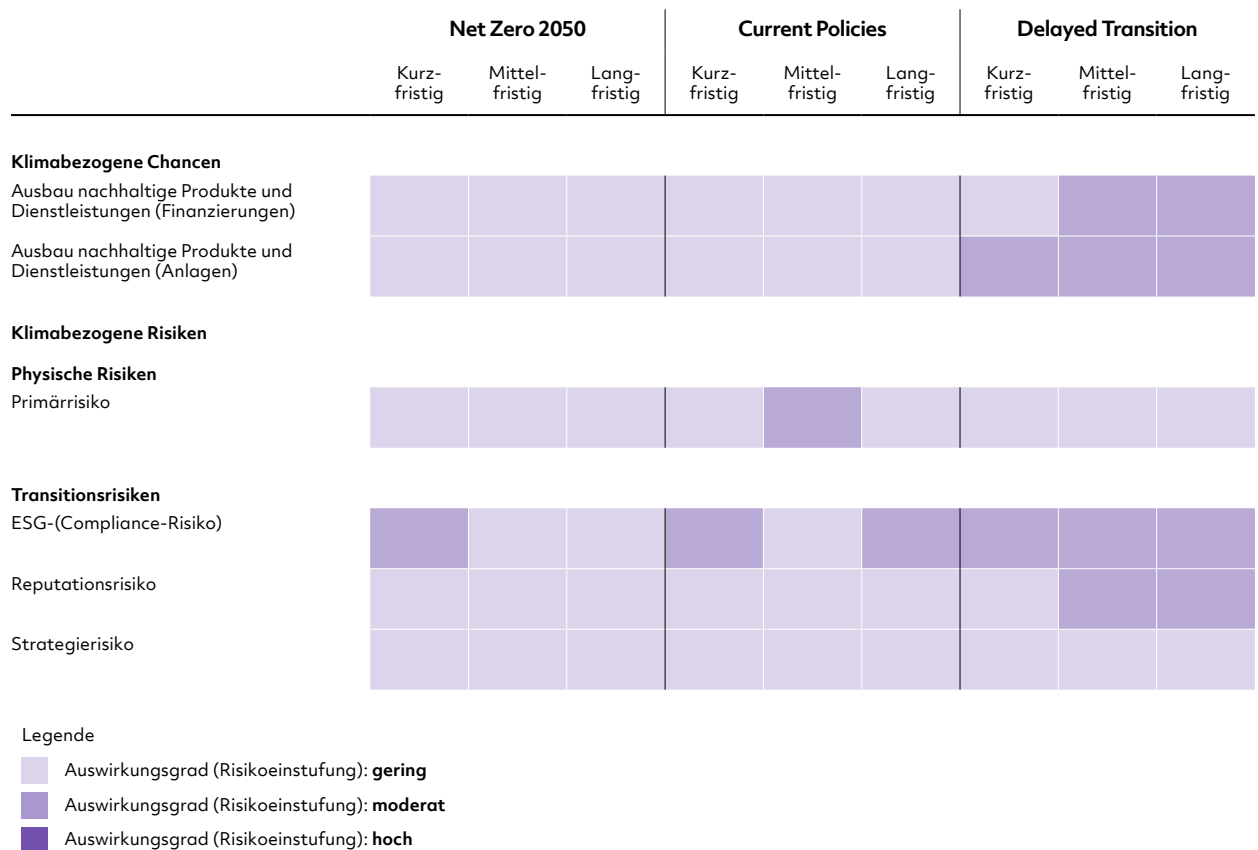 Net Zero 2050 Current Policies Delayed Transition
Kurz- Mittel- Lang- Kurz- Mittel- Lang- Kurz- Mittel- Lang-
fristig fristig fristig fristig fristig fristig fristig fristig fristig
Klimabezogene Chancen
Ausbau nachhaltige Produkte und
Dienstleistungen (Finanzierungen)
Ausbau nachhaltige Produkte und
Dienstleistungen (Anlagen)
Klimabezogene Risiken
Physische Risiken
Primärrisiko
Transitionsrisiken
ESG-(Compliance-Risiko)
Reputationsrisiko
Strategierisiko
Legende
Auswirkungsgrad (Risikoeinstufung): gering
Auswirkungsgrad (Risikoeinstufung): moderat
Auswirkungsgrad (Risikoeinstufung): hoch